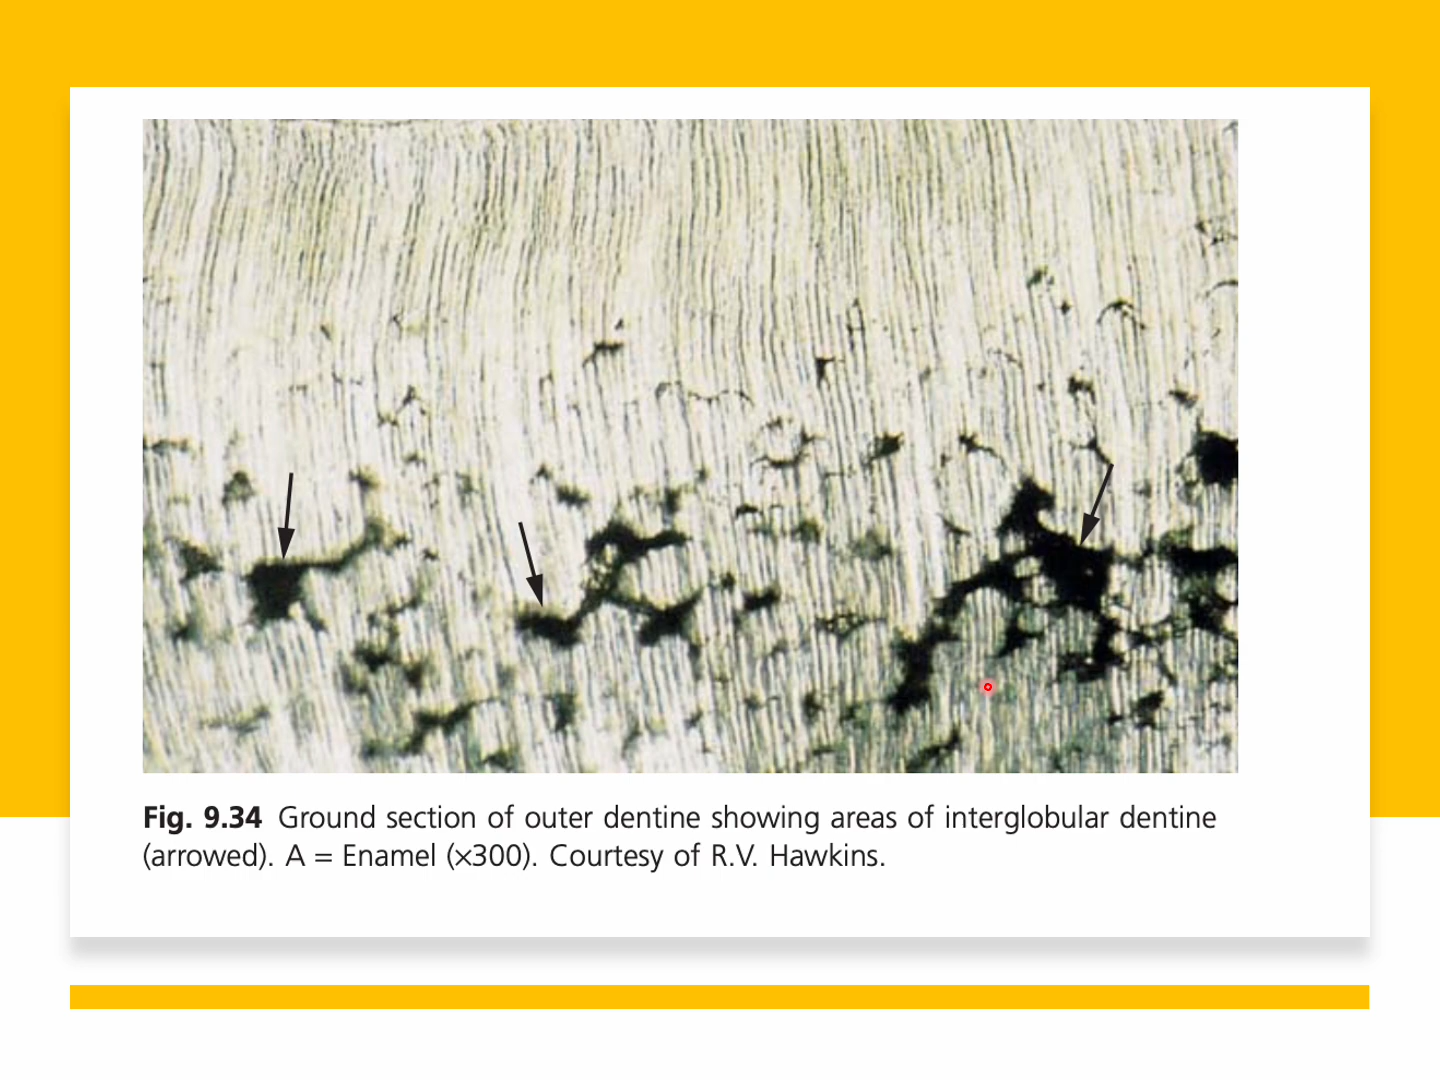 Fig. 9.34 Ground section of outer dentine showing areas of interglobular dentine
(arrowed). A = Enamel (×300). Courtesy of R.V. Hawkins.